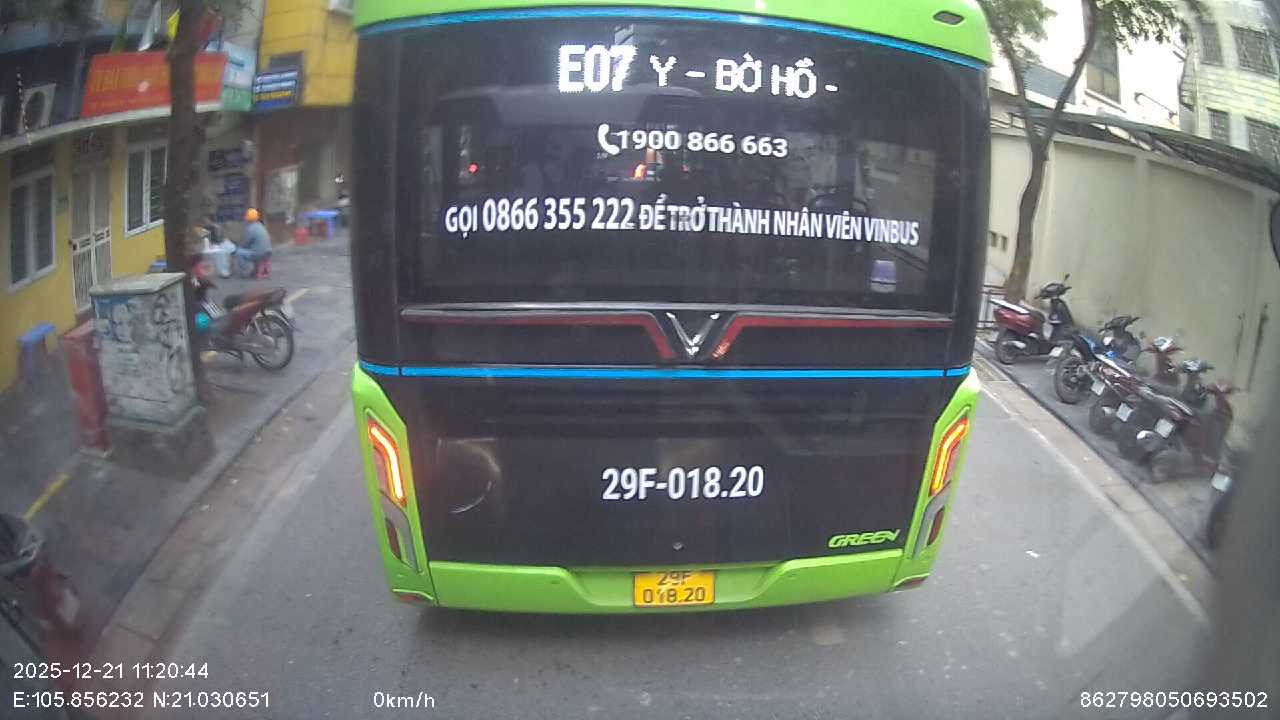 E07 Y - BỜ HỒ -
1900 866 663
GỌI 0866 355 222 ĐỂ TRỞ THÀNH NHÂN VIÊN VINBUS
29F-018.20
GREEN
29F
018.20
2025-12-21 11:20:44
E:105.856232 N:21.030651
0km/h
862798050693502